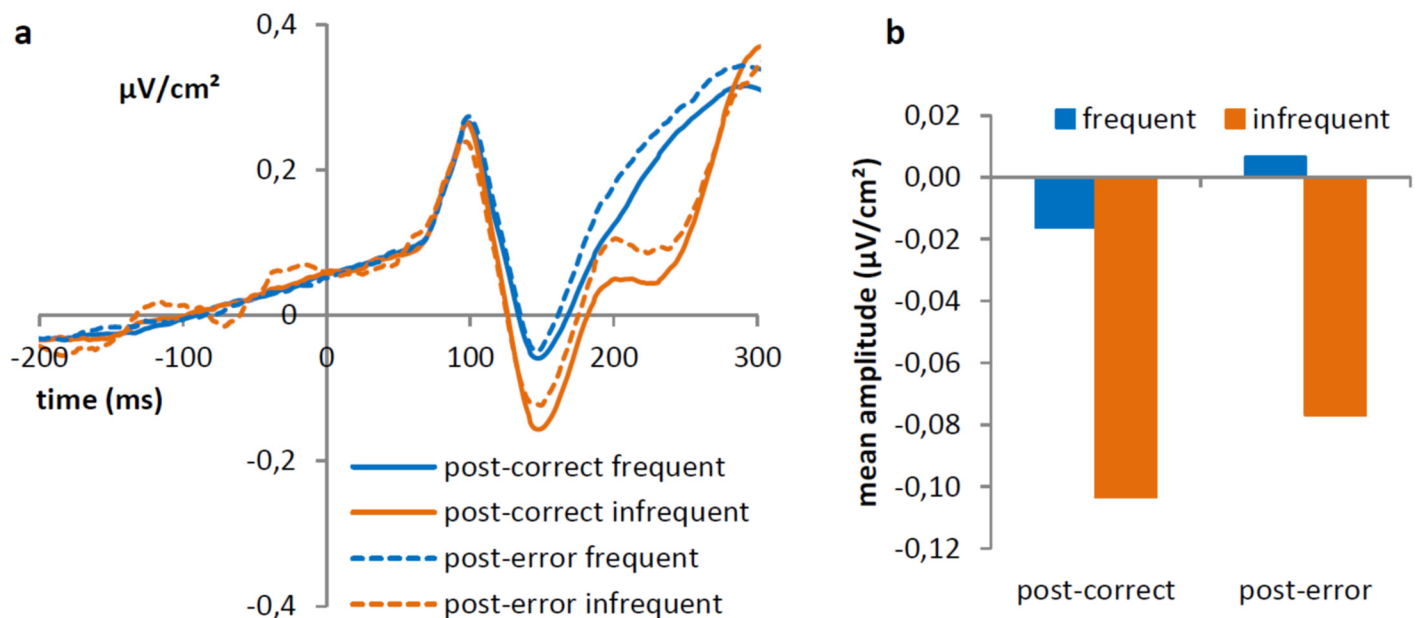 a
µV/cm²
0,4
0,2
0
-0,2
-0,4
-200
-100
0
100
200
300
time (ms)
post-correct frequent
post-correct infrequent
post-error frequent
post-error infrequent
b
frequent
infrequent
mean amplitude (µV/cm²)
0,02
0,00
-0,02
-0,04
-0,06
-0,08
-0,10
-0,12
post-correct
post-error